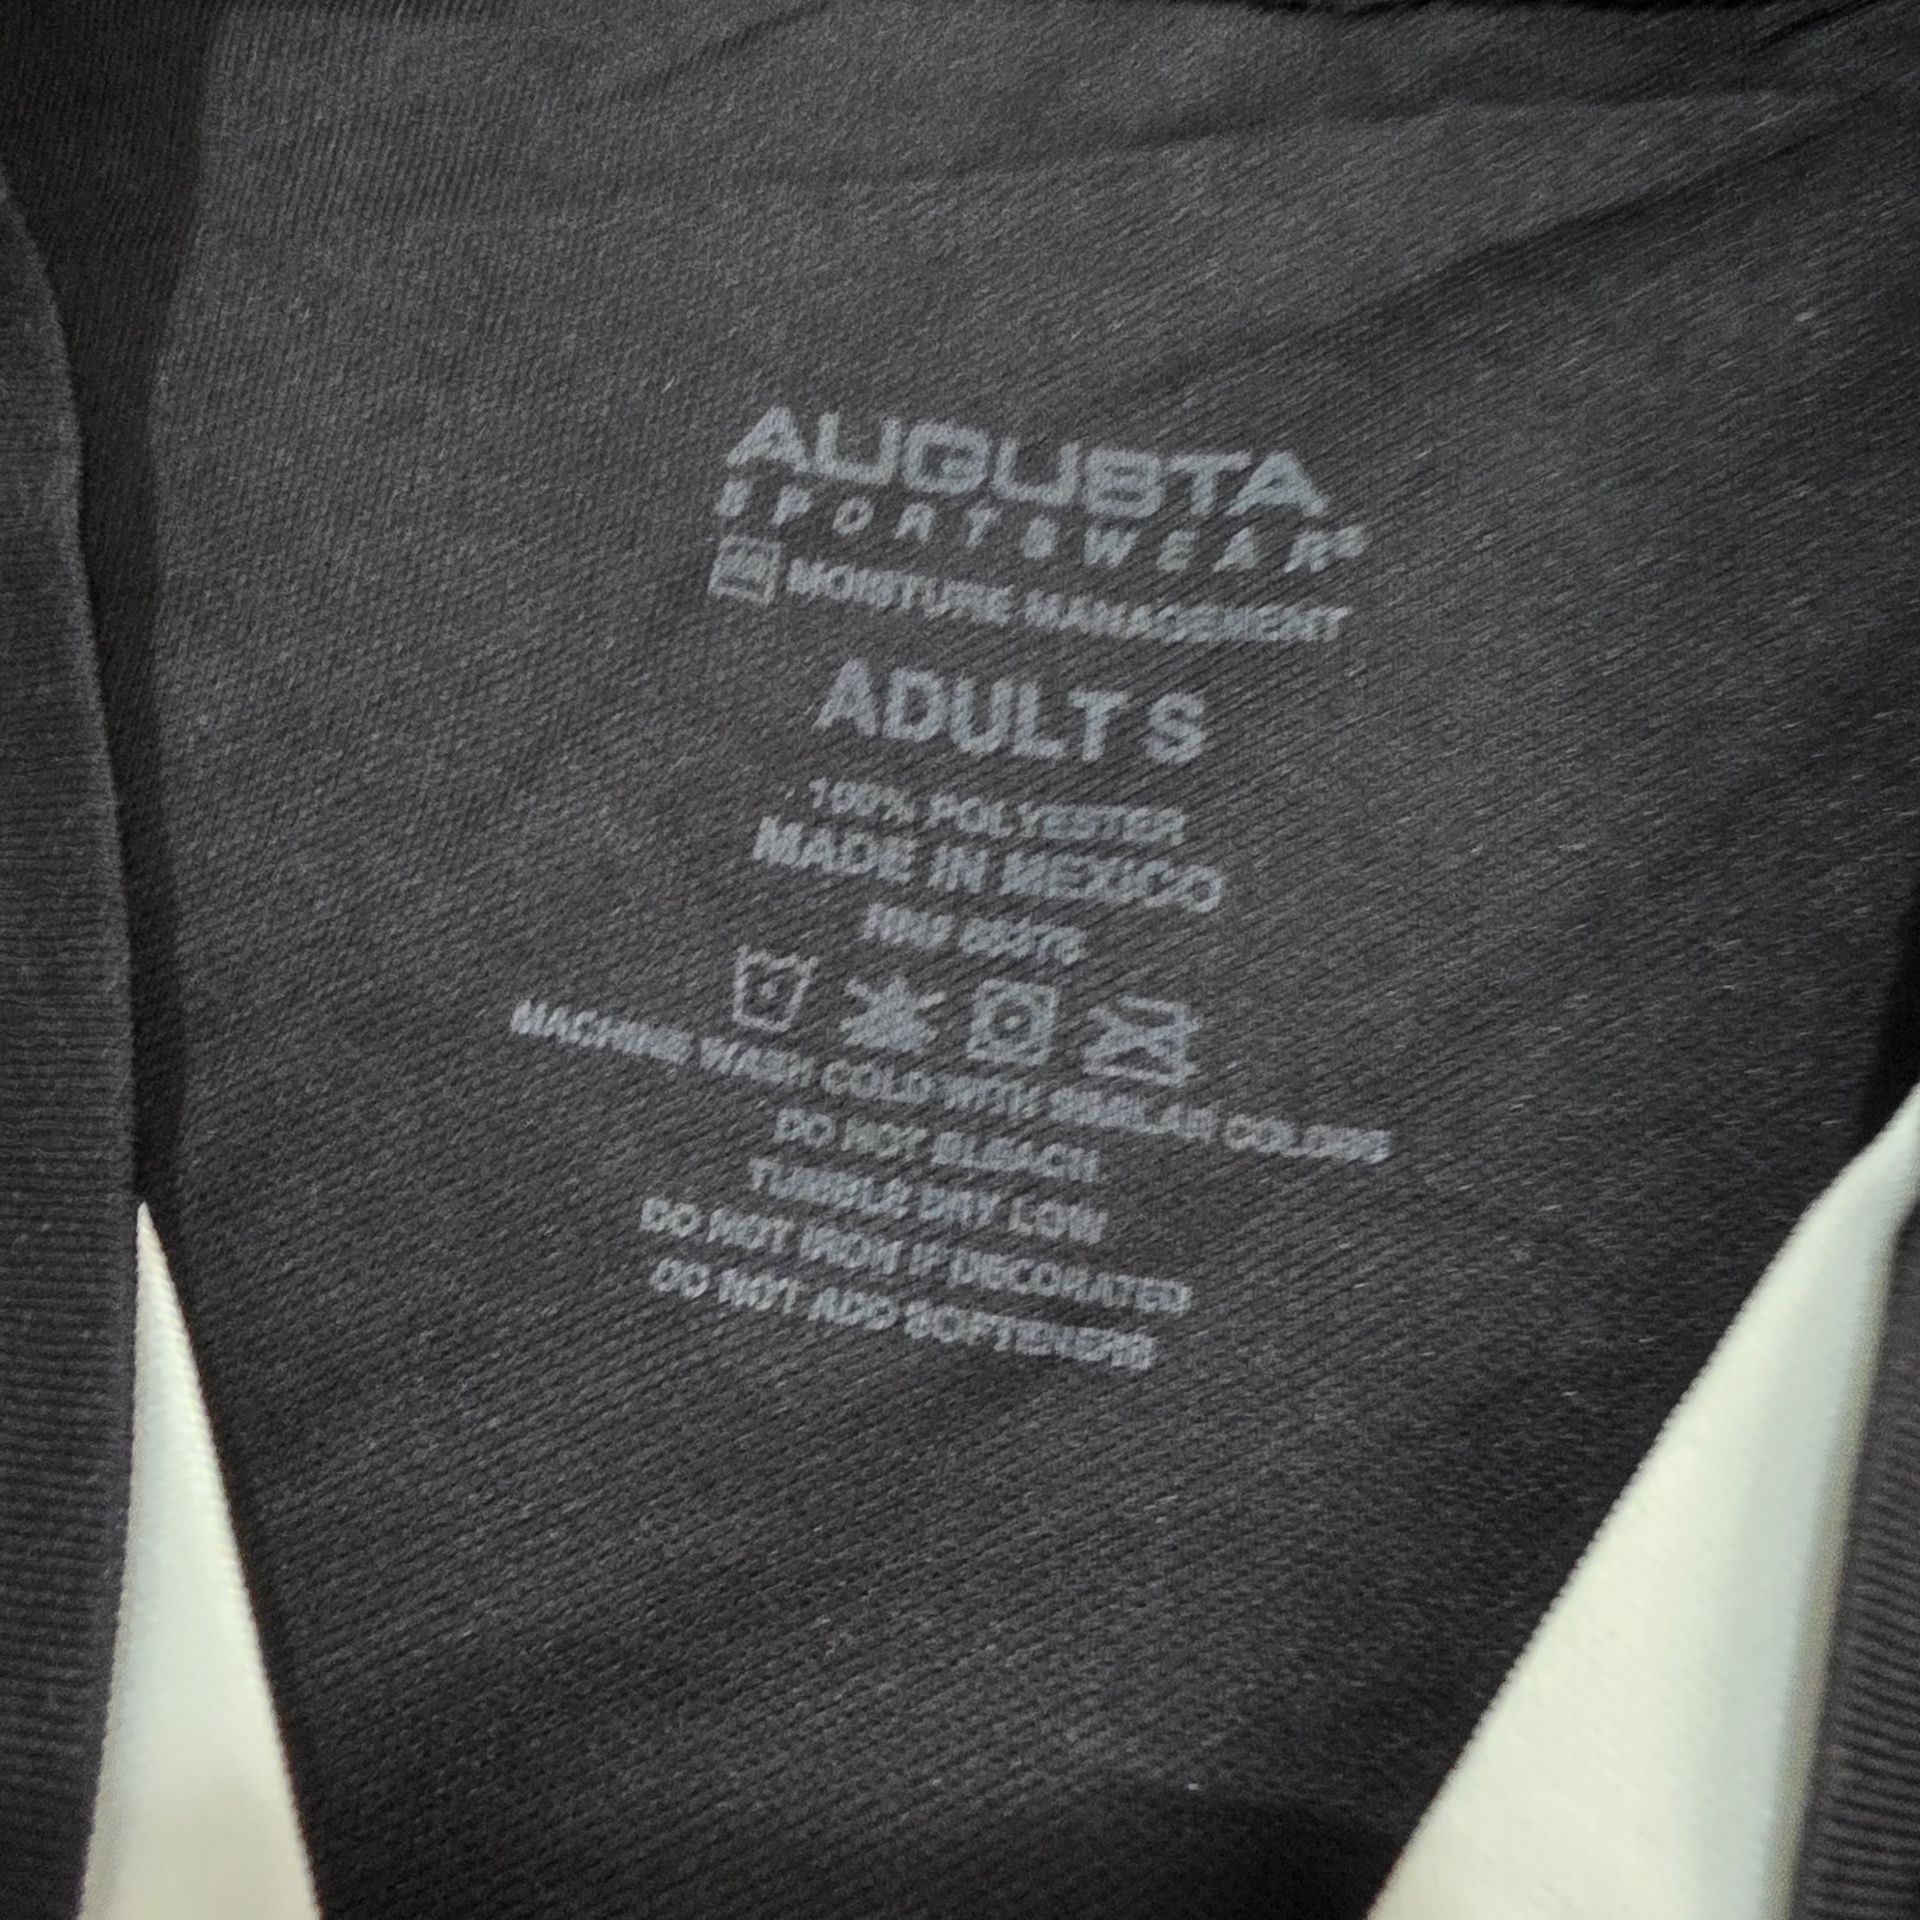 AUGUSTA
SPORTSWEAR®
MOISTURE MANAGEMENT
ADULT S
100% POLYESTER
MADE IN MEXICO
MACHINE WASH COLD WITH SIMILAR COLORS
DO NOT BLEACH
TUMBLE DRY LOW
DO NOT IRON IF DECORATED
DO NOT ADD SOFTENERS